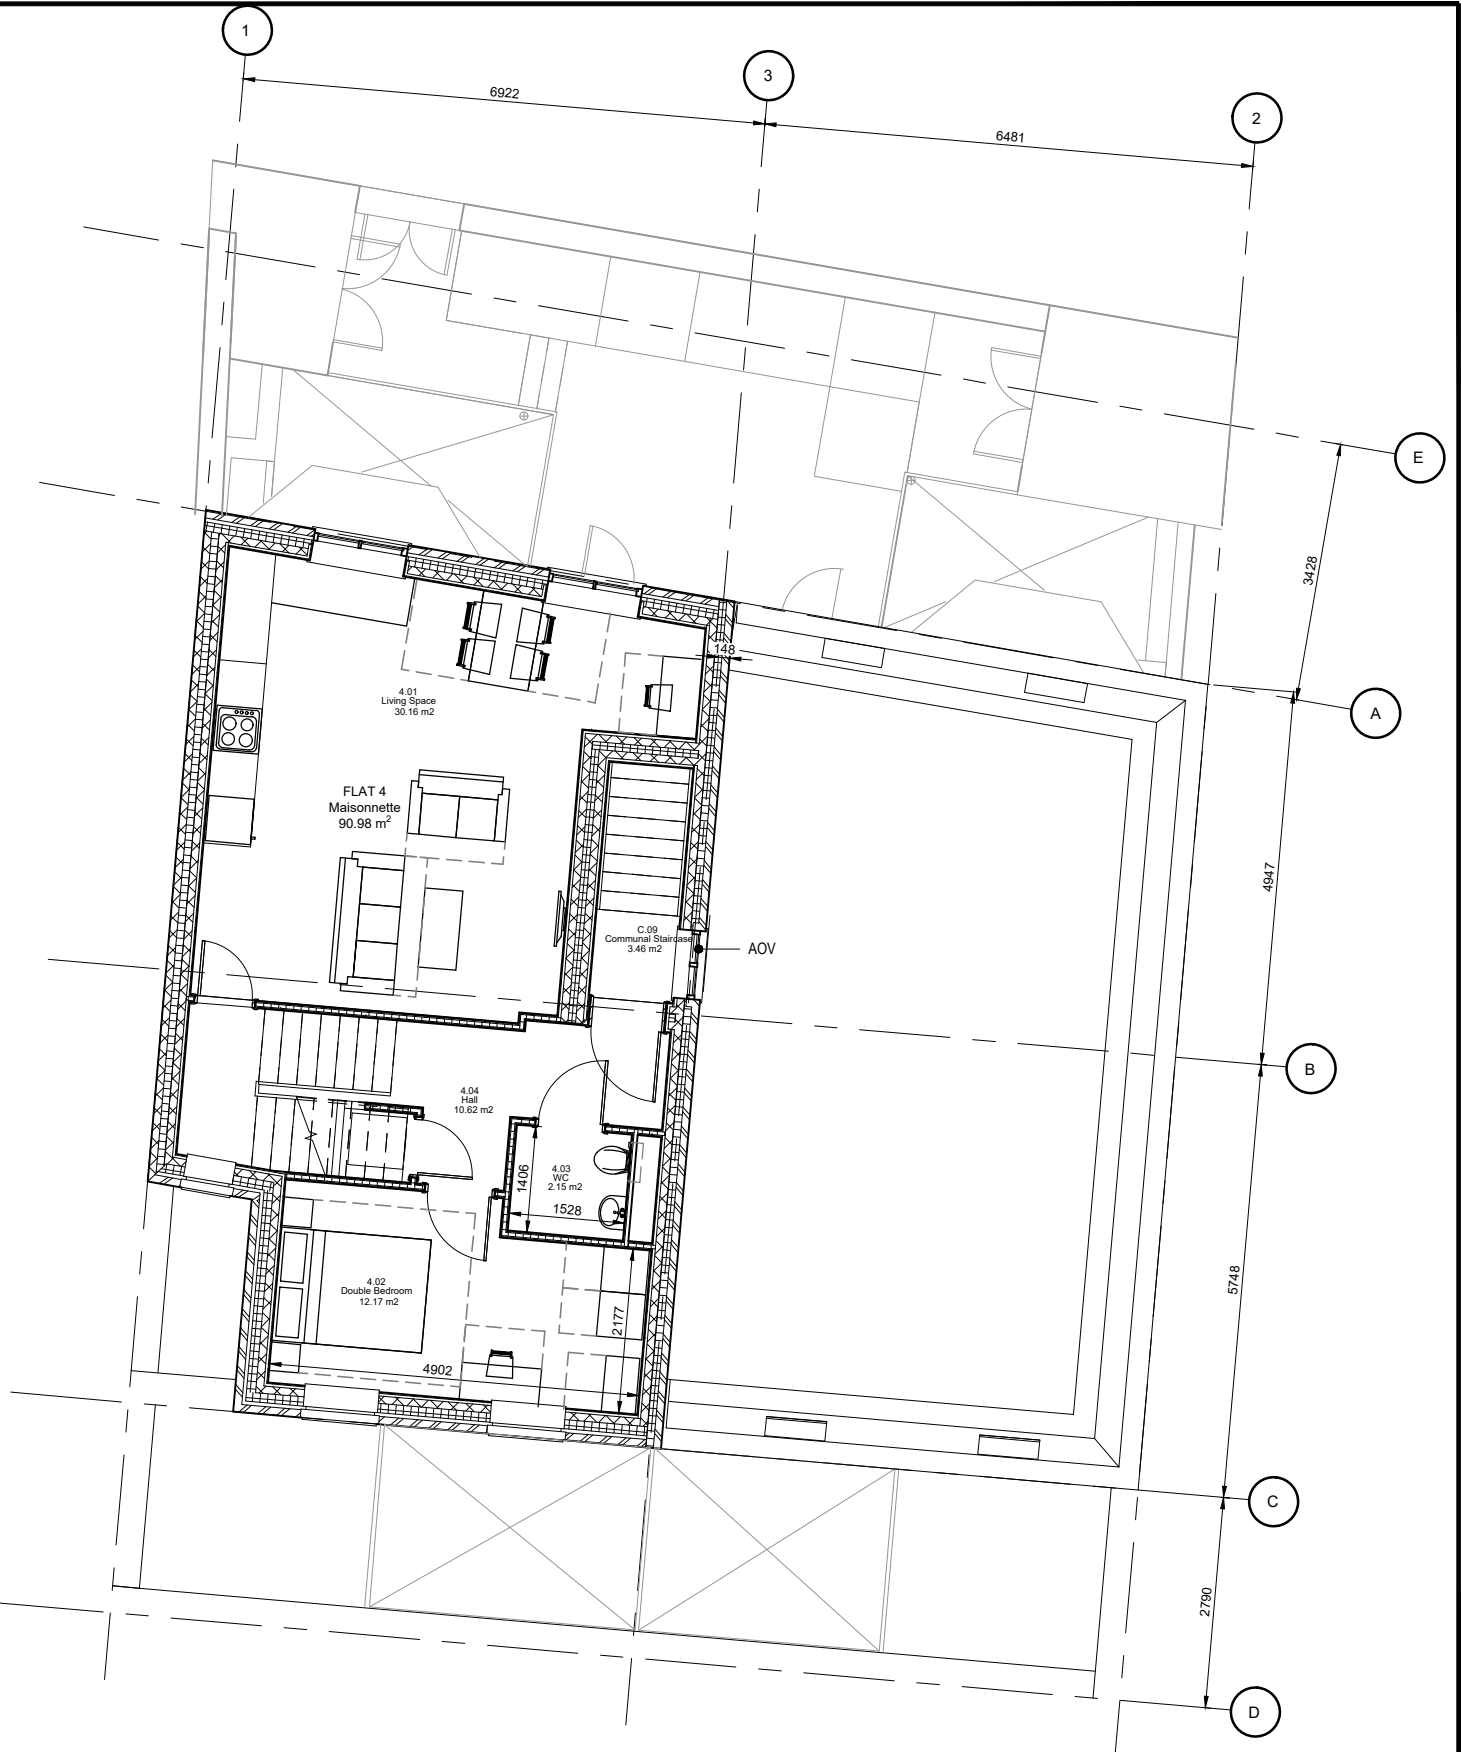 1
3
2
6922
6481
E
3428
148
4.01
Living Space
30.16 m2
A
FLAT 4
Maisonnette
90.98 m2
4947
C.09
Communal Staircase
3.46 m2
AOV
B
4.04
Hall
10.62 m2
1406
4.03
WC
2.15 m2
1528
4.02
Double Bedroom
12.17 m2
2177
5748
4902
C
2790
D